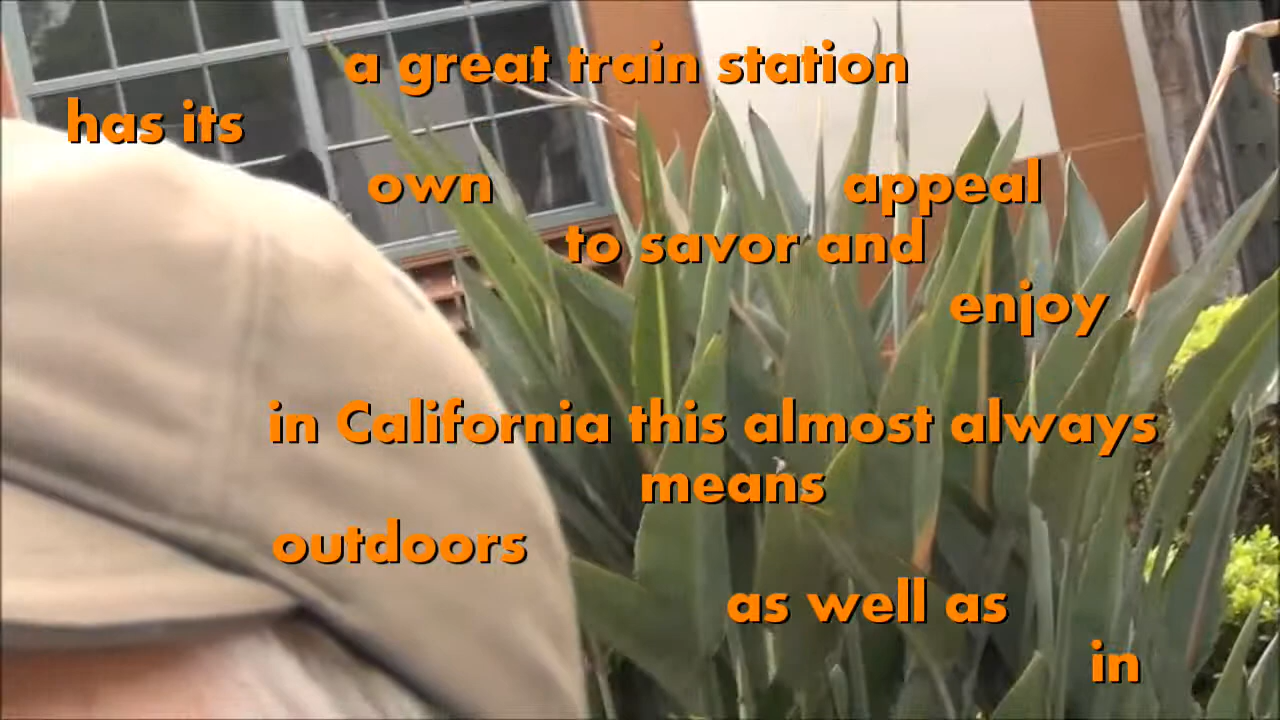 a great train station
has its
own appeal
to savor and
enjoy
in California this almost always
means
outdoors
as well as
in